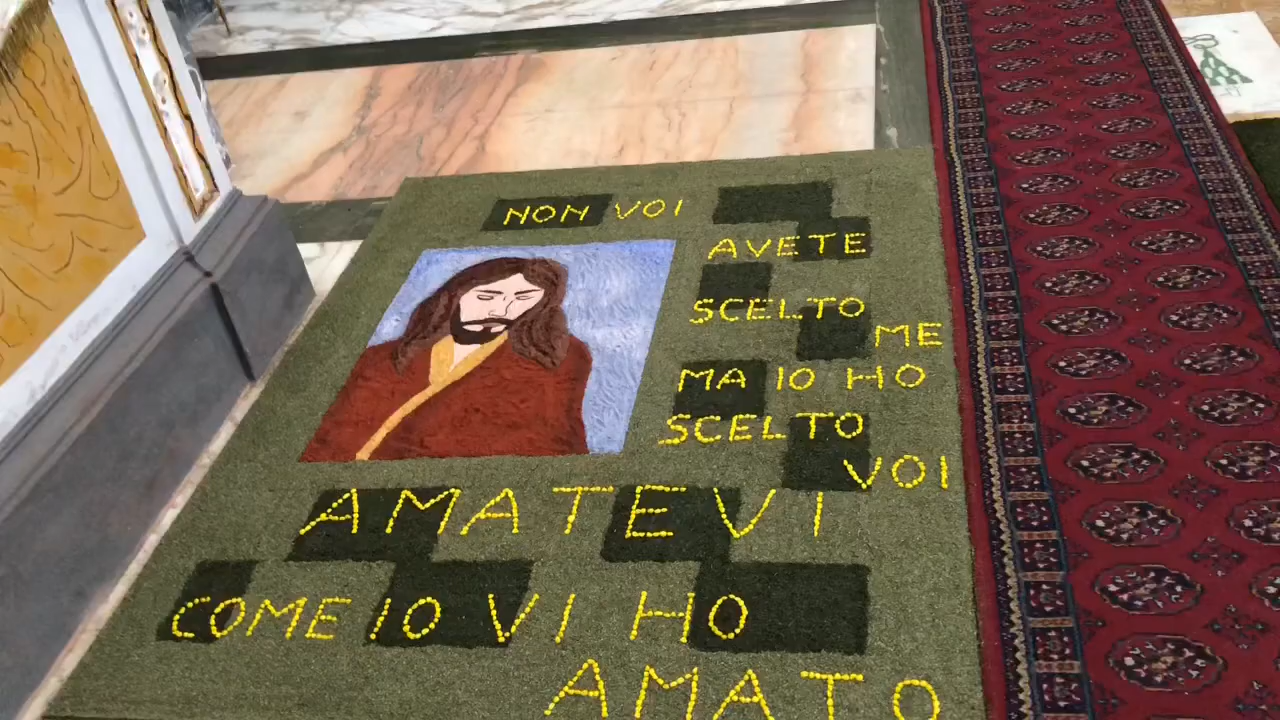 NON VOI
AVETE
SCELTO
ME
MA IO HO
SCELTO
VOI
AMATEVI
COME IO VI HO
AMATO